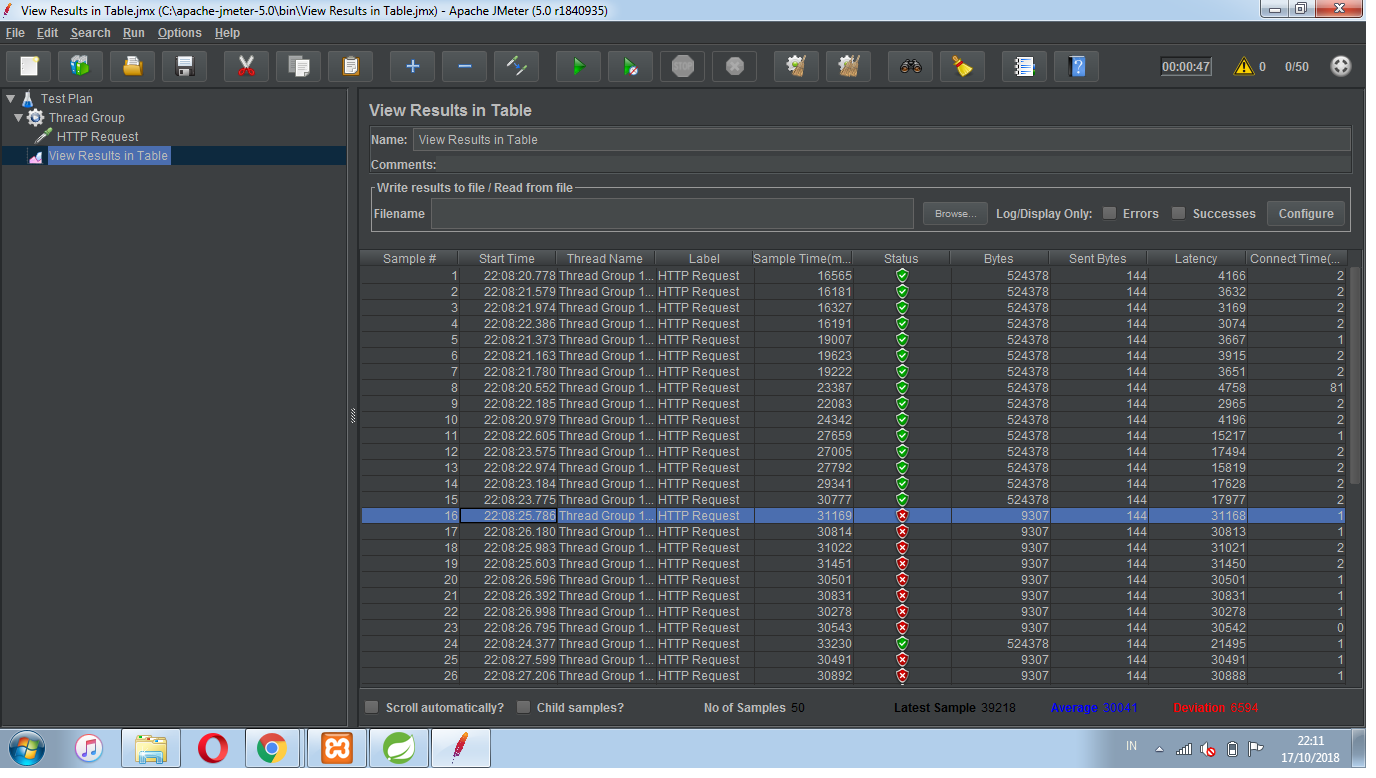 View Results in Table.jmx (C:\apache-jmeter-5.0\bin\View Results in Table.jmx) - Apache JMeter (5.0 r1840935)
File Edit Search Run Options Help
STOP 00:00:47 0 0/50
Test Plan
Thread Group
HTTP Request
View Results in Table
View Results in Table
Name: View Results in Table
Comments:
Write results to file / Read from file
Filename Browse... Log/Display Only: Errors Successes Configure
Sample # Start Time Thread Name Label Sample Time(m... Status Bytes Sent Bytes Latency Connect Time(...
1 22:08:20.778 Thread Group 1... HTTP Request 16565 524378 144 4166 2
2 22:08:21.579 Thread Group 1... HTTP Request 16181 524378 144 3632 2
3 22:08:21.974 Thread Group 1... HTTP Request 16327 524378 144 3169 2
4 22:08:22.386 Thread Group 1... HTTP Request 16191 524378 144 3074 2
5 22:08:21.373 Thread Group 1... HTTP Request 19007 524378 144 3667 1
6 22:08:21.163 Thread Group 1... HTTP Request 19623 524378 144 3915 2
7 22:08:21.780 Thread Group 1... HTTP Request 19222 524378 144 3651 2
8 22:08:20.552 Thread Group 1... HTTP Request 23387 524378 144 4758 81
9 22:08:22.185 Thread Group 1... HTTP Request 22083 524378 144 2965 2
10 22:08:20.979 Thread Group 1... HTTP Request 24342 524378 144 4196 2
11 22:08:22.605 Thread Group 1... HTTP Request 27659 524378 144 15217 1
12 22:08:23.575 Thread Group 1... HTTP Request 27005 524378 144 17494 2
13 22:08:22.974 Thread Group 1... HTTP Request 27792 524378 144 15819 2
14 22:08:23.184 Thread Group 1... HTTP Request 29341 524378 144 17628 2
15 22:08:23.775 Thread Group 1... HTTP Request 30777 524378 144 17977 2
16 22:08:25.786 Thread Group 1... HTTP Request 31169 9307 144 31168 1
17 22:08:26.180 Thread Group 1... HTTP Request 30814 9307 144 30813 1
18 22:08:25.983 Thread Group 1... HTTP Request 31022 9307 144 31021 2
19 22:08:25.603 Thread Group 1... HTTP Request 31451 9307 144 31450 2
20 22:08:26.596 Thread Group 1... HTTP Request 30501 9307 144 30501 1
21 22:08:26.392 Thread Group 1... HTTP Request 30831 9307 144 30831 1
22 22:08:26.998 Thread Group 1... HTTP Request 30278 9307 144 30278 1
23 22:08:26.795 Thread Group 1... HTTP Request 30543 9307 144 30542 0
24 22:08:24.377 Thread Group 1... HTTP Request 33230 524378 144 21495 1
25 22:08:27.599 Thread Group 1... HTTP Request 30491 9307 144 30491 1
26 22:08:27.206 Thread Group 1... HTTP Request 30892 9307 144 30888 1
Scroll automatically? Child samples? No of Samples 50 Latest Sample 39218 Average 30041 Deviation 6594
IN 22:11
17/10/2018